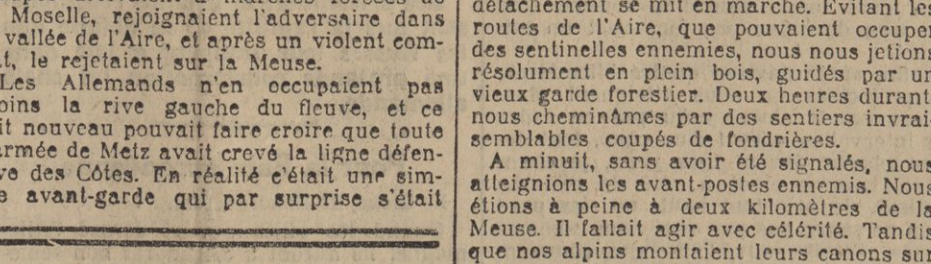 Moselle, rejoignaient l'adversaire dans
vallée de l'Aire, et après un violent com-
t, le rejetaient sur la Meuse.
Les Allemands n'en occupaient pas
oins la rive gauche du fleuve, et ce
it nouveau pouvait faire croire que toute
armée de Metz avait crevé la ligne défen-
ve des Côtes. En réalité c'était une sim-
e avant-garde qui par surprise s'était
détachement se mit en marche. Evitant les
routes de l'Aire, que pouvaient occuper
des sentinelles ennemies, nous nous jetions
résolument en plein bois, guidés par un
vieux garde forestier. Deux heures durant
nous cheminâmes par des sentiers invrai-
semblables coupés de fondrières.
A minuit, sans avoir été signalés, nous
atteignions les avant-postes ennemis. Nous
étions à peine à deux kilomètres de la
Meuse. Il fallait agir avec célérité. Tandis
que nos alpins montaient leurs canons sur